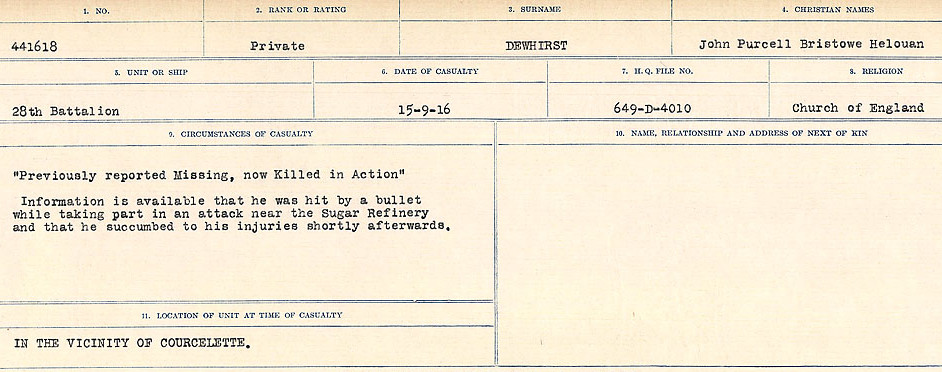 1. NO.
2. RANK OR RATING
3. SURNAME
4. CHRISTIAN NAMES
441618
Private
DEWHIRST
John Purcell Bristowe Helouan
5. UNIT OR SHIP
6. DATE OF CASUALTY
7. H.Q. FILE NO.
8. RELIGION
28th Battalion
15-9-16
649-D-4010
Church of England
9. CIRCUMSTANCES OF CASUALTY
10. NAME, RELATIONSHIP AND ADDRESS OF NEXT OF KIN
"Previously reported Missing, now Killed in Action"
Information is available that he was hit by a bullet
while taking part in an attack near the Sugar Refinery
and that he succumbed to his injuries shortly afterwards.
11. LOCATION OF UNIT AT TIME OF CASUALTY
IN THE VICINITY OF COURCELETTE.